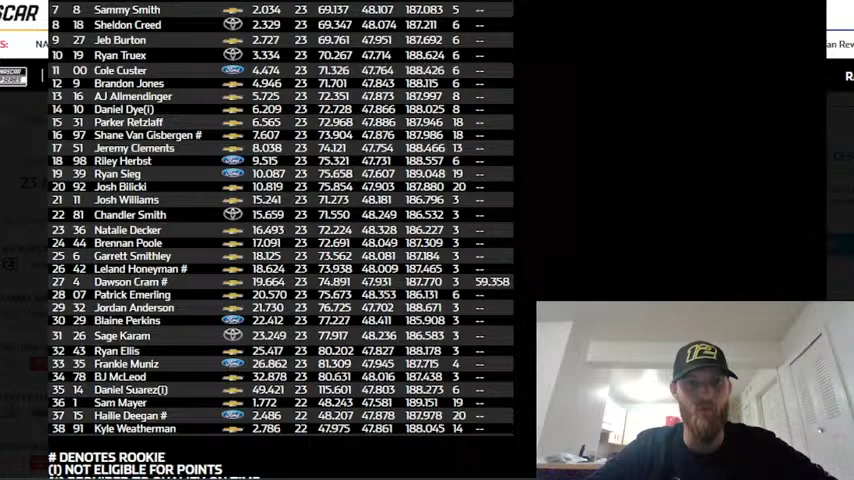 SCAR
7 8 Sammy Smith 2.034 23 69.137 48.107 187.083 5 --
8 18 Sheldon Creed 2.329 23 69.347 48.074 187.211 6 --
S: NA
9 27 Jeb Burton 2.727 23 69.761 47.951 187.692 6 --
an Rev
10 19 Ryan Truex 3.334 23 70.267 47.714 188.624 6 --
11 00 Cole Custer Ford 4.474 23 71.326 47.764 188.426 6 --
NASCAR
SERIES
R
12 9 Brandon Jones 4.946 23 71.701 47.843 188.115 6 --
13 16 AJ Allmendinger 5.725 23 72.351 47.873 187.997 8 --
14 10 Daniel Dye(i) 6.209 23 72.728 47.866 188.025 8 --
15 31 Parker Retzlaff 6.565 23 72.968 47.886 187.946 18 --
16 97 Shane Van Gisbergen # 7.607 23 73.904 47.876 187.986 18 --
17 51 Jeremy Clements 8.038 23 74.121 47.754 188.466 13 --
18 98 Riley Herbst Ford 9.515 23 75.321 47.731 188.557 6 --
19 39 Ryan Sieg Ford 10.087 23 75.658 47.607 189.048 19 --
20 92 Josh Bilicki 10.819 23 75.854 47.903 187.880 20 --
21 11 Josh Williams 15.241 23 71.273 48.181 186.796 3 --
22 81 Chandler Smith 15.659 23 71.550 48.249 186.532 3 --
23 36 Natalie Decker 16.493 23 72.224 48.328 186.227 3 --
24 44 Brennan Poole 17.091 23 72.691 48.049 187.309 3 --
25 6 Garrett Smithley 18.125 23 73.562 48.081 187.184 3 --
26 42 Leland Honeyman # 18.624 23 73.938 48.009 187.465 3 --
27 4 Dawson Cram # 19.664 23 74.891 47.931 187.770 3 59.358
28 07 Patrick Emerling 20.570 23 75.673 48.353 186.131 6 --
29 32 Jordan Anderson 21.730 23 76.725 47.702 188.671 3 --
30 29 Blaine Perkins Ford 22.412 23 77.227 48.411 185.908 3 --
31 26 Sage Karam 23.249 23 77.917 48.236 186.583 3 --
32 43 Ryan Ellis 25.417 23 80.202 47.827 188.178 3 --
33 35 Frankie Muniz Ford 26.862 23 81.309 47.945 187.715 4 --
34 78 BJ McLeod 32.878 23 80.631 48.016 187.438 3 --
35 14 Daniel Suarez(i) 49.421 23 115.601 47.803 188.273 6 --
36 1 Sam Mayer 1.772 22 48.243 47.581 189.151 19 --
37 15 Hailie Deegan # Ford 2.486 22 48.207 47.878 187.978 20 --
38 91 Kyle Weatherman 2.786 22 47.975 47.861 188.045 14 --
# DENOTES ROOKIE
(I) NOT ELIGIBLE FOR POINTS
12